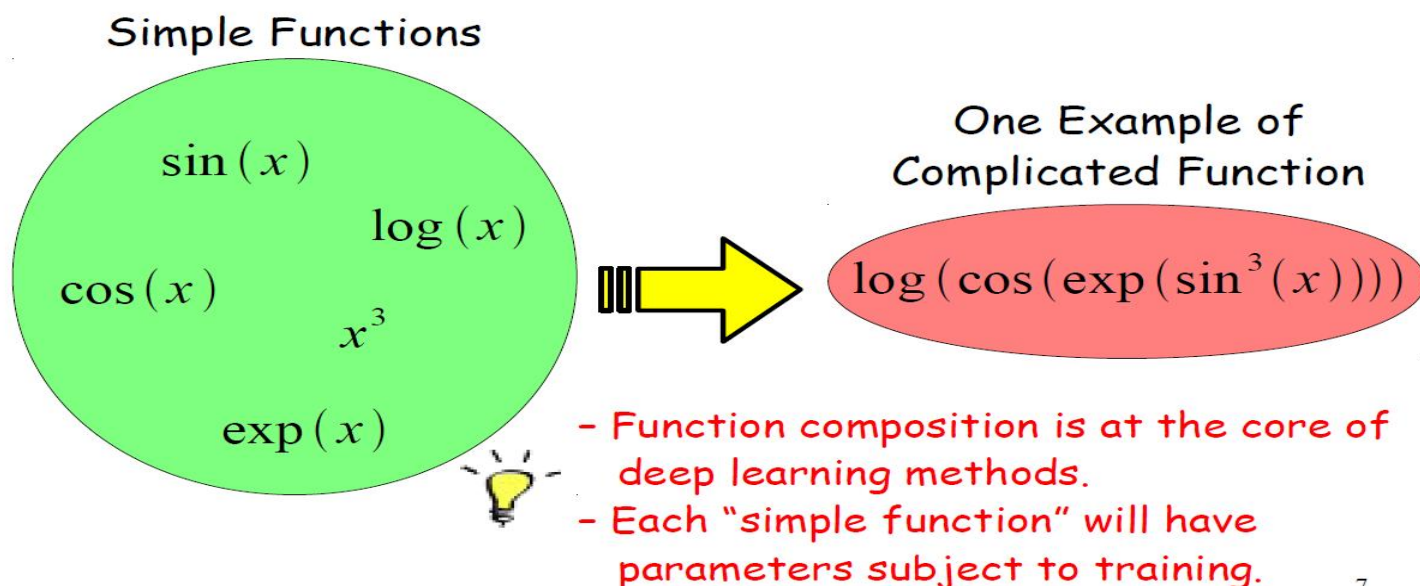 Simple Functions
sin (x)
log (x)
cos (x)
x³
exp (x)
One Example of
Complicated Function
log (cos (exp (sin³ (x))))
– Function composition is at the core of
deep learning methods.
– Each “simple function” will have
parameters subject to training.
7